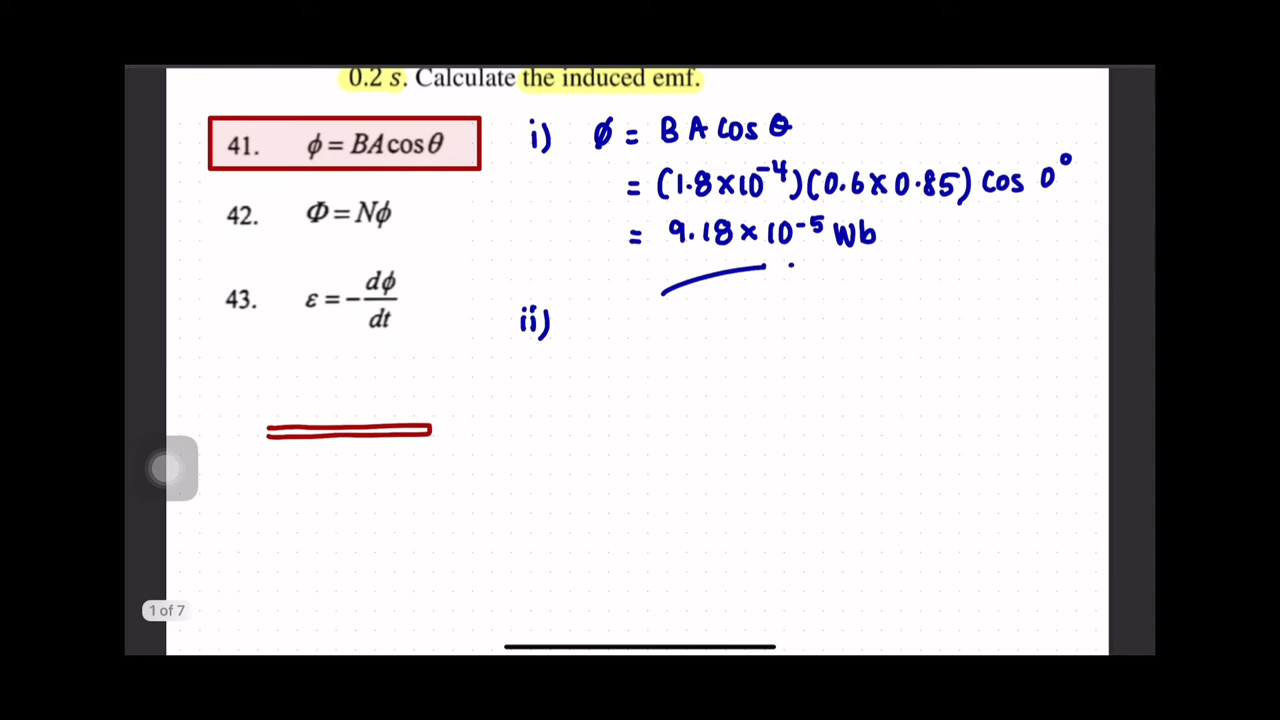 0.2 s. Calculate the induced emf.
41. ϕ = BA cos θ
i) ϕ = B A cos θ
= (1.8 × 10⁻⁴)(0.6 × 0.85) cos 0°
42. Φ = Nϕ
= 9.18 × 10⁻⁵ Wb
43. ε = − dϕ/dt
ii)
1 of 7